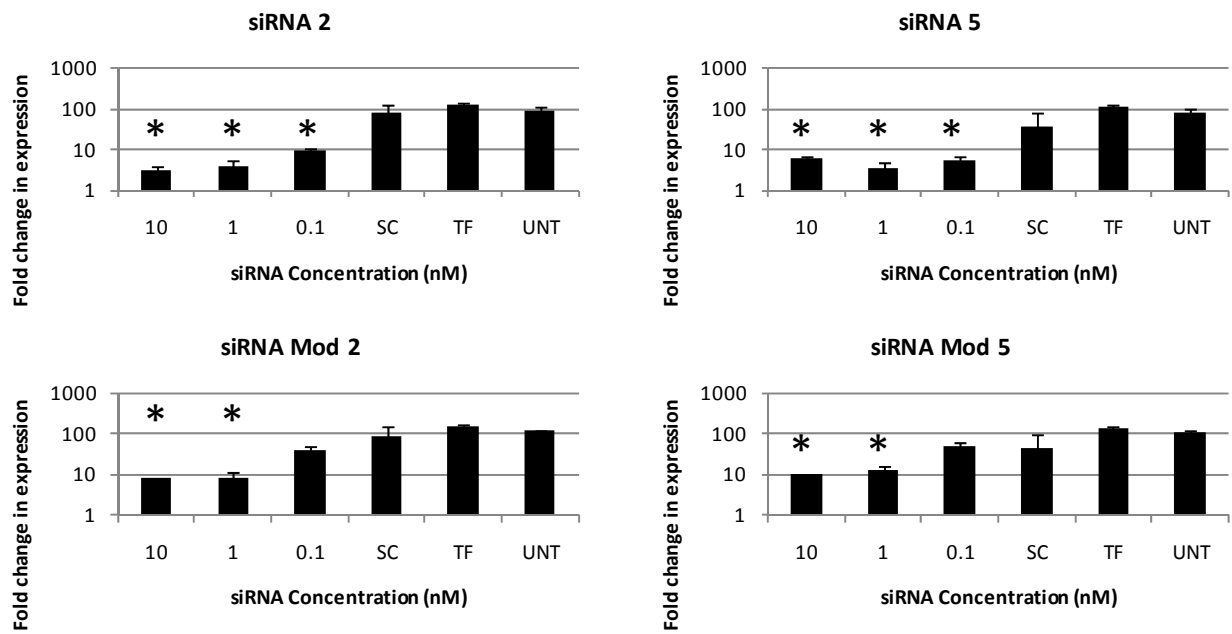 siRNA 2
Fold change in expression
1000
100
10
1
* * *
10 1 0.1 SC TF UNT
siRNA Concentration (nM)
siRNA 5
Fold change in expression
1000
100
10
1
* * *
10 1 0.1 SC TF UNT
siRNA Concentration (nM)
siRNA Mod 2
Fold change in expression
1000
100
10
1
* *
10 1 0.1 SC TF UNT
siRNA Concentration (nM)
siRNA Mod 5
Fold change in expression
1000
100
10
1
* *
10 1 0.1 SC TF UNT
siRNA Concentration (nM)